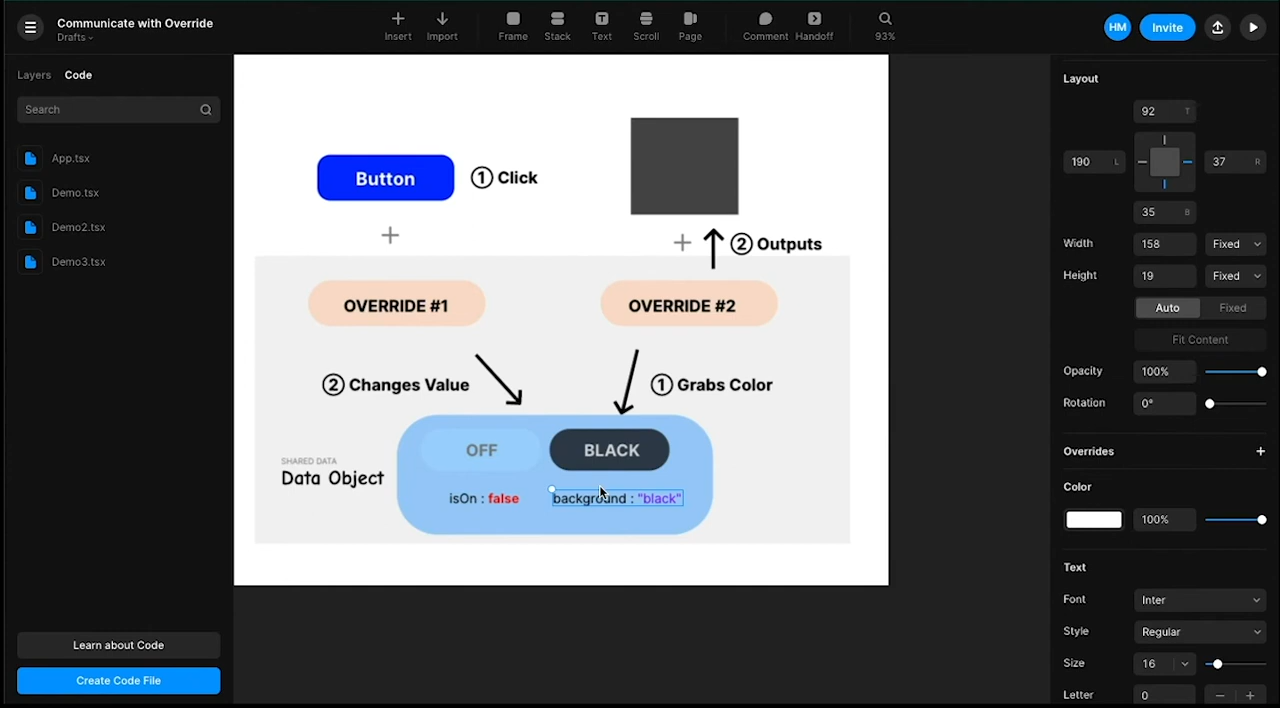 Communicate with Override
Drafts
Insert
Import
Frame
Stack
Text
Scroll
Page
Comment
Handoff
93%
HM
Invite
Layers Code
Search
App.tsx
Demo.tsx
Demo2.tsx
Demo3.tsx
Learn about Code
Create Code File
Button
① Click
② Outputs
OVERRIDE #1
OVERRIDE #2
② Changes Value
① Grabs Color
SHARED DATA
Data Object
OFF
BLACK
isOn : false
background : "black"
Layout
92 T
190 L
37 R
35 B
Width 158 Fixed
Height 19 Fixed
Auto Fixed
Fit Content
Opacity 100%
Rotation 0°
Overrides
Color
100%
Text
Font Inter
Style Regular
Size 16
Letter 0